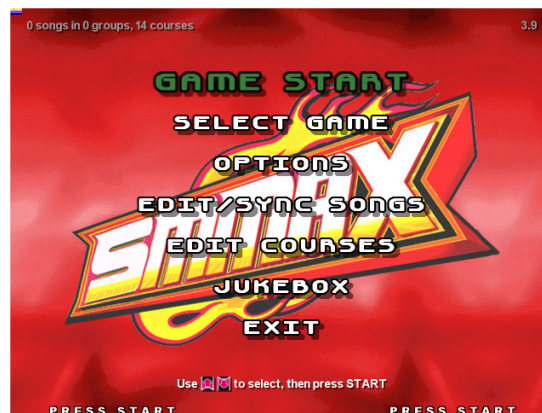 0 songs in 0 groups, 14 courses
3.9
GAME START
SELECT GAME
OPTIONS
EDIT/SYNC SONGS
SMMAX
EDIT COURSES
JUKEBOX
EXIT
Use to select, then press START
PRESS START
PRESS START